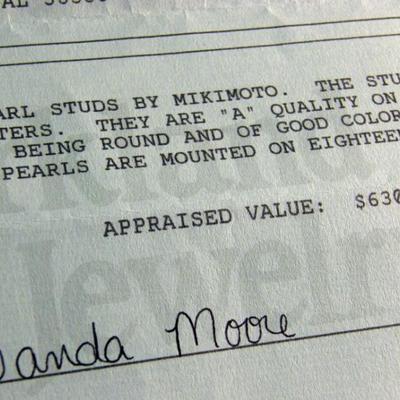 ARL STUDS BY MIKIMOTO. THE STU
TERS. THEY ARE "A" QUALITY ON
BEING ROUND AND OF GOOD COLOR
PEARLS ARE MOUNTED ON EIGHTEE
APPRAISED VALUE: $630
Jewelr
anda Moore